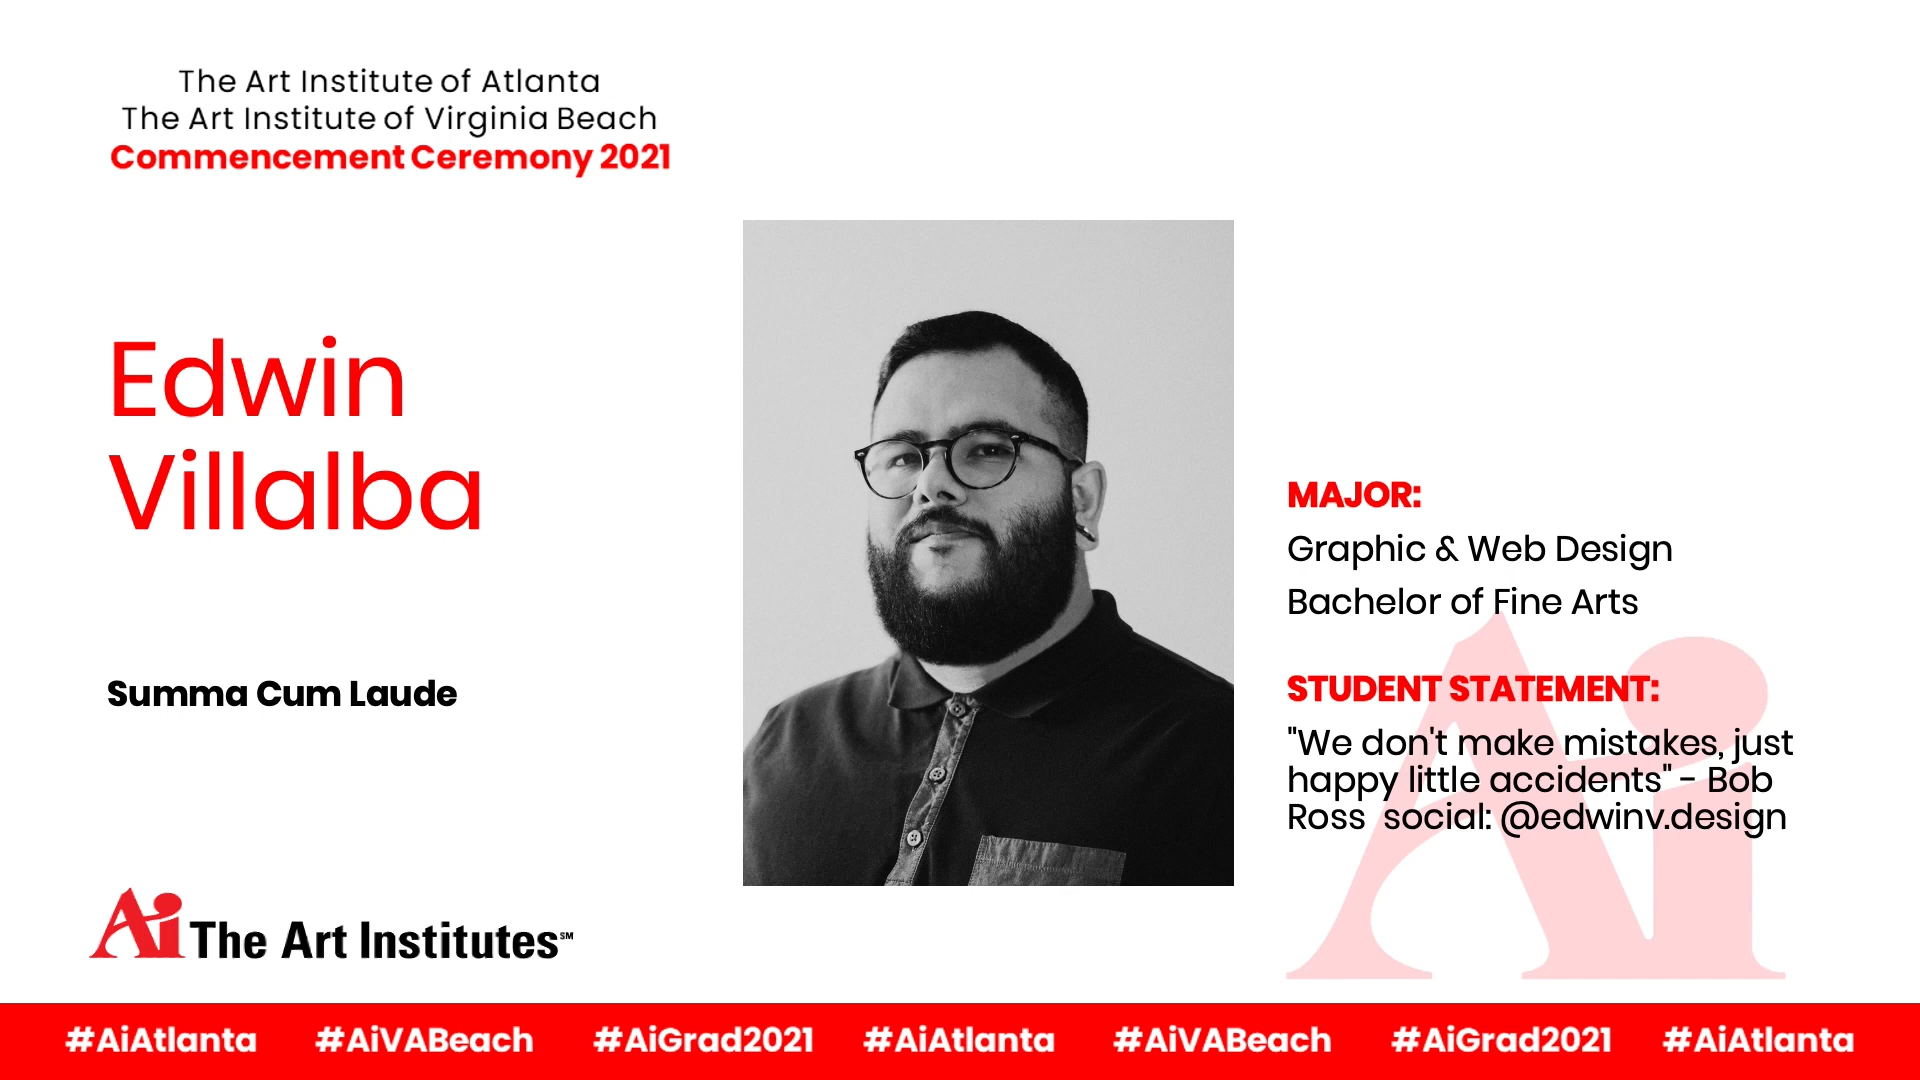 The Art Institute of Atlanta
The Art Institute of Virginia Beach
Commencement Ceremony 2021
Edwin
Villalba
Summa Cum Laude
MAJOR:
Graphic & Web Design
Bachelor of Fine Arts
STUDENT STATEMENT:
"We don't make mistakes, just
happy little accidents" - Bob
Ross  social: @edwinv.design
Ai
Ai The Art Institutes℠
#AiAtlanta #AiVABeach #AiGrad2021 #AiAtlanta #AiVABeach #AiGrad2021 #AiAtlanta